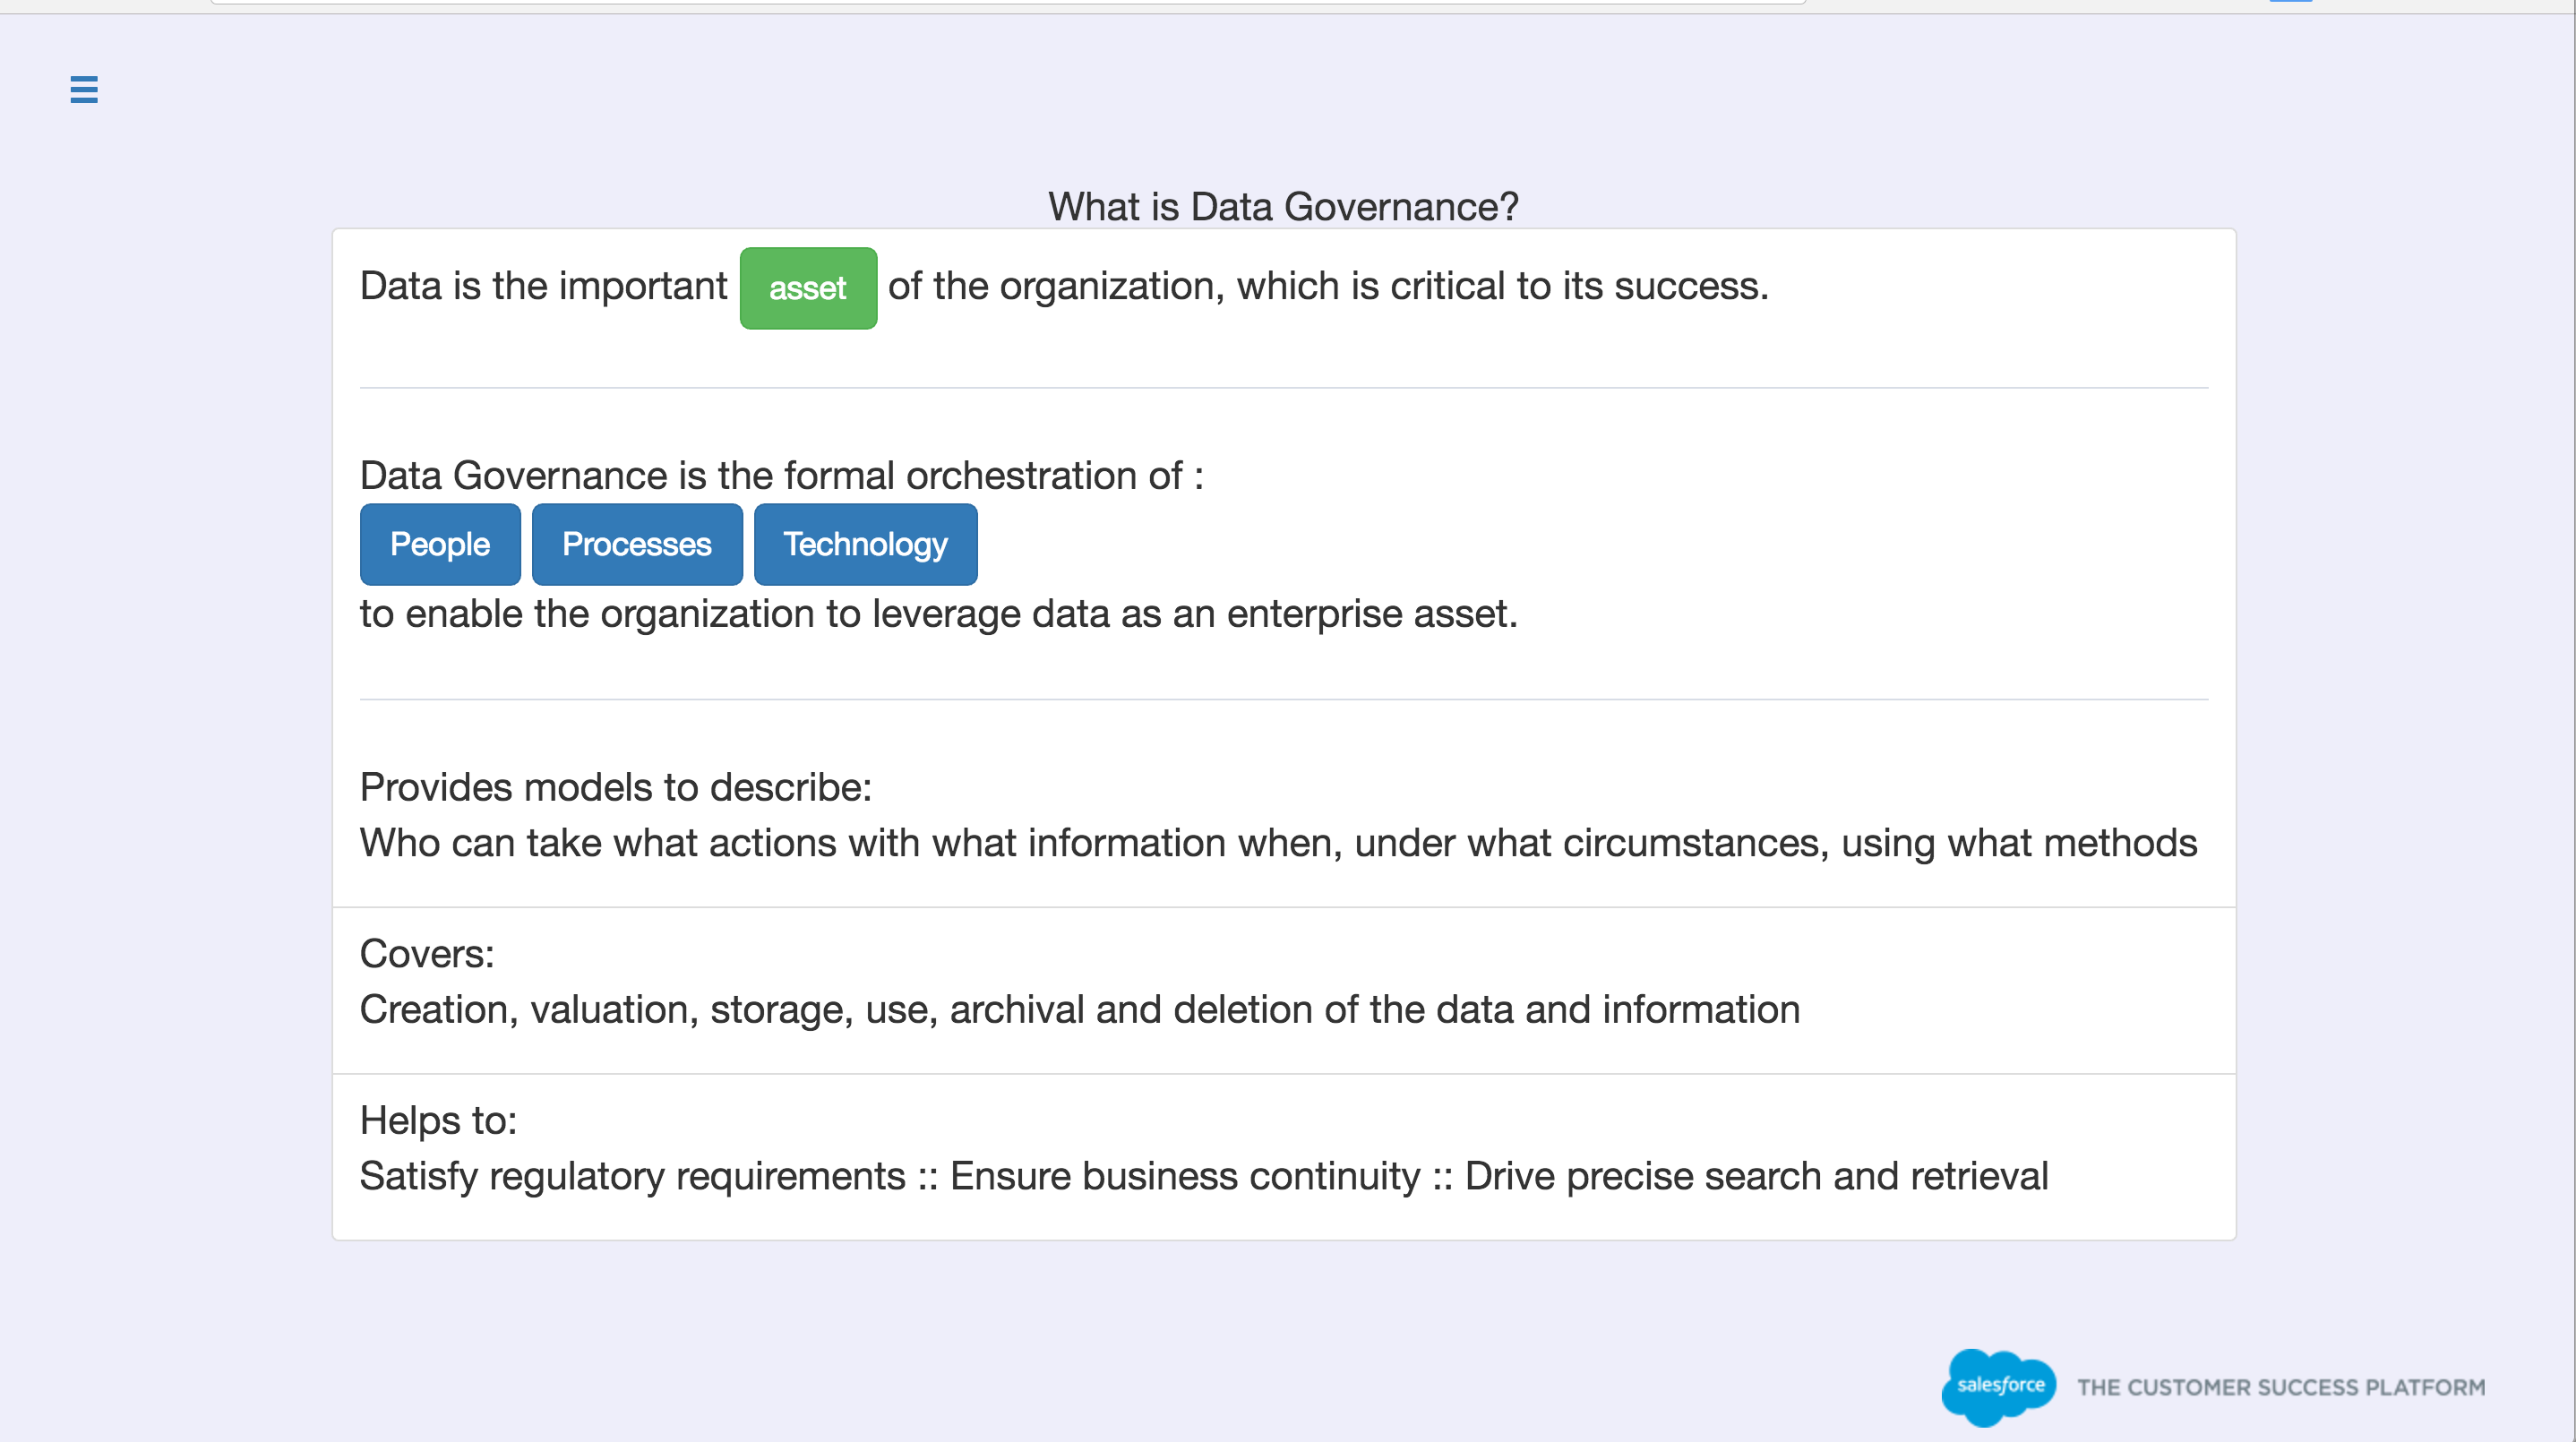 What is Data Governance?
Data is the important asset of the organization, which is critical to its success.
Data Governance is the formal orchestration of :
People Processes Technology
to enable the organization to leverage data as an enterprise asset.
Provides models to describe:
Who can take what actions with what information when, under what circumstances, using what methods
Covers:
Creation, valuation, storage, use, archival and deletion of the data and information
Helps to:
Satisfy regulatory requirements :: Ensure business continuity :: Drive precise search and retrieval
salesforce THE CUSTOMER SUCCESS PLATFORM